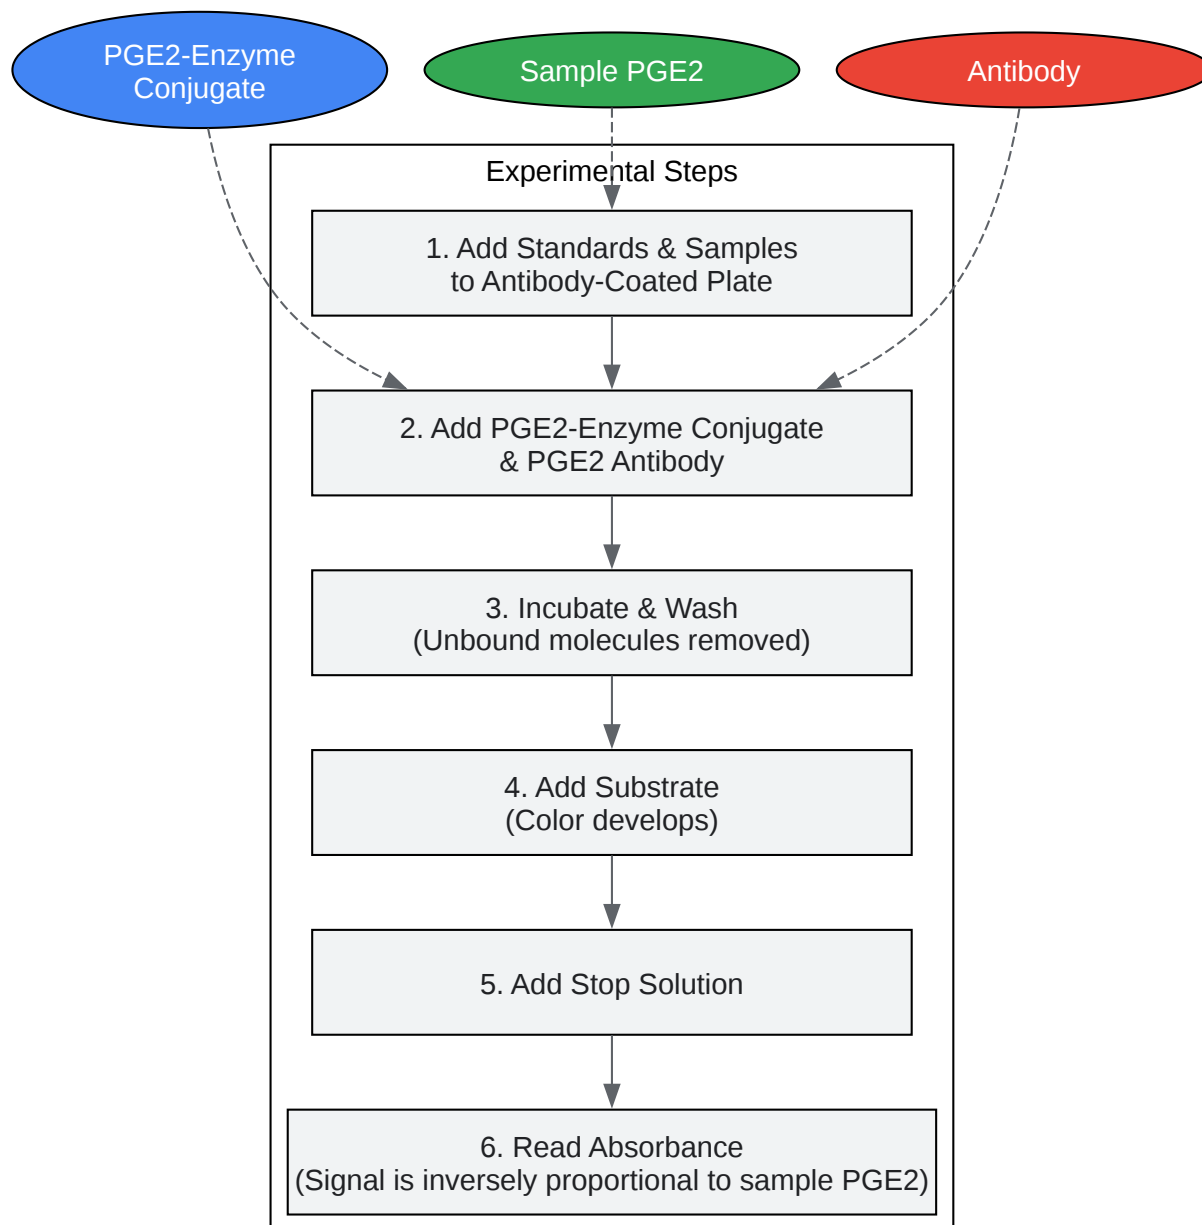 PGE2-Enzyme
Conjugate
Sample PGE2
Antibody
Experimental Steps
1. Add Standards & Samples
to Antibody-Coated Plate
2. Add PGE2-Enzyme Conjugate
& PGE2 Antibody
3. Incubate & Wash
(Unbound molecules removed)
4. Add Substrate
(Color develops)
5. Add Stop Solution
6. Read Absorbance
(Signal is inversely proportional to sample PGE2)